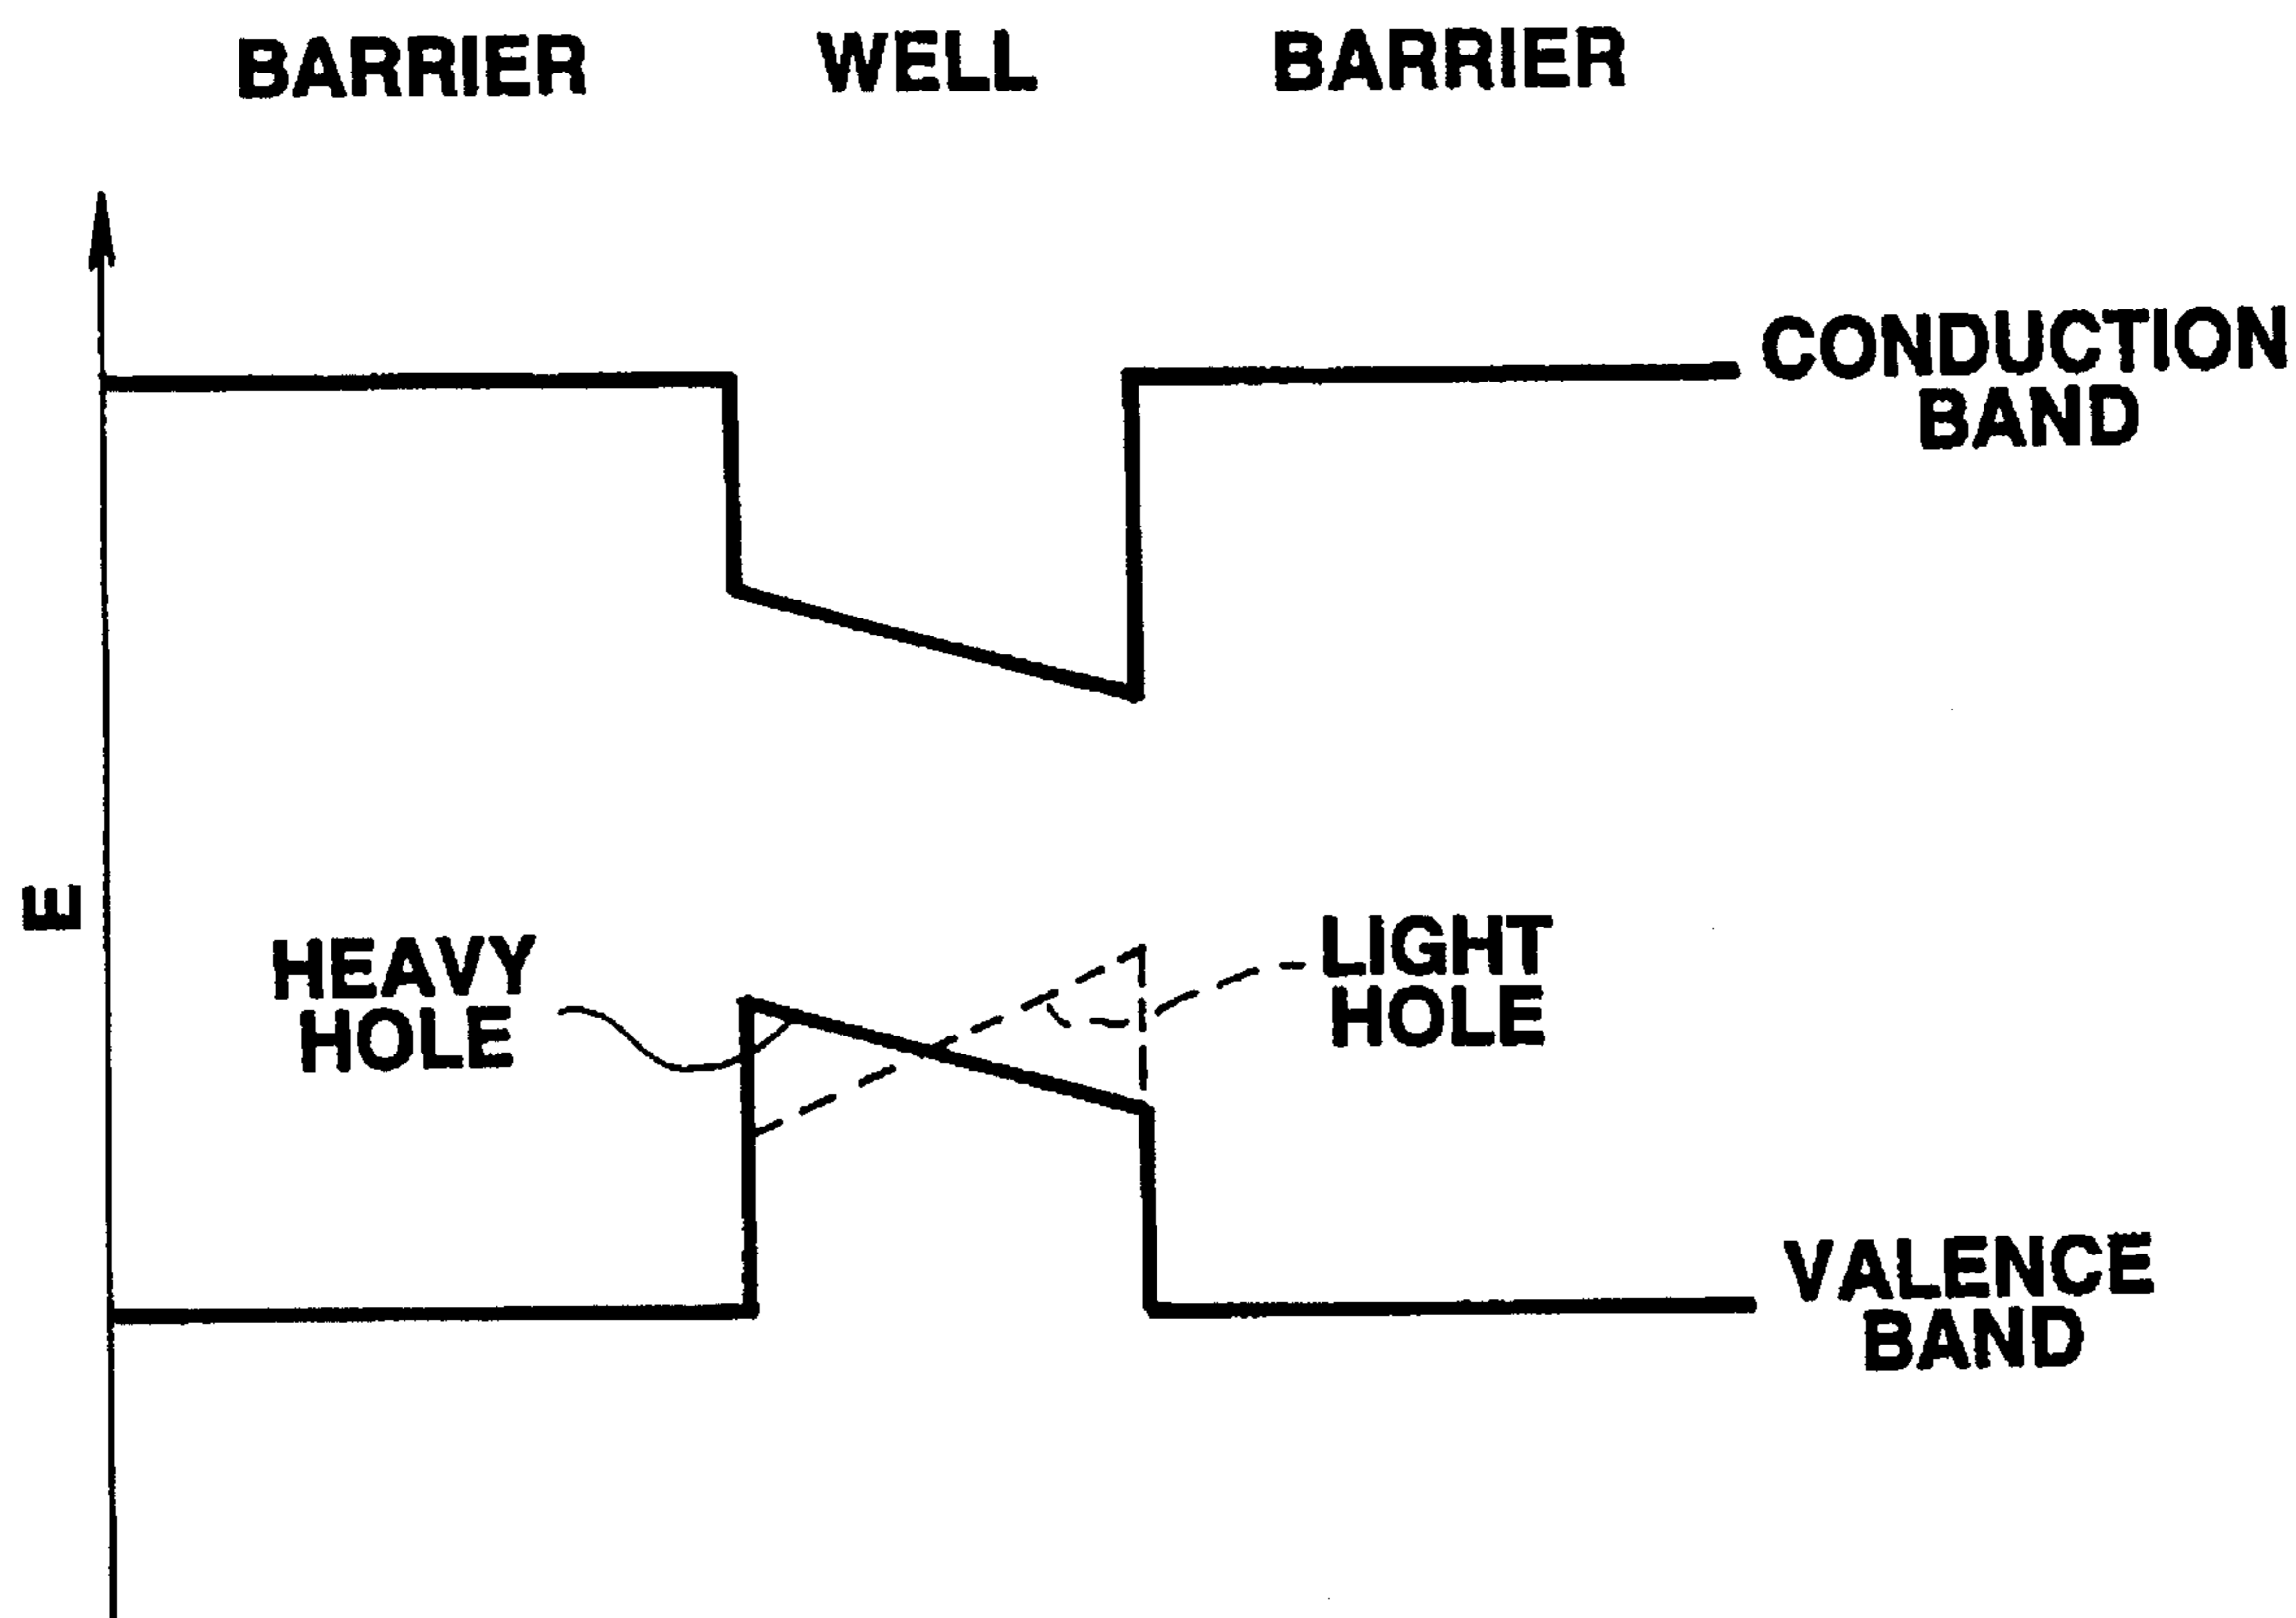 BARRIER WELL BARRIER
CONDUCTION
BAND
E
HEAVY
HOLE
LIGHT
HOLE
VALENCE
BAND